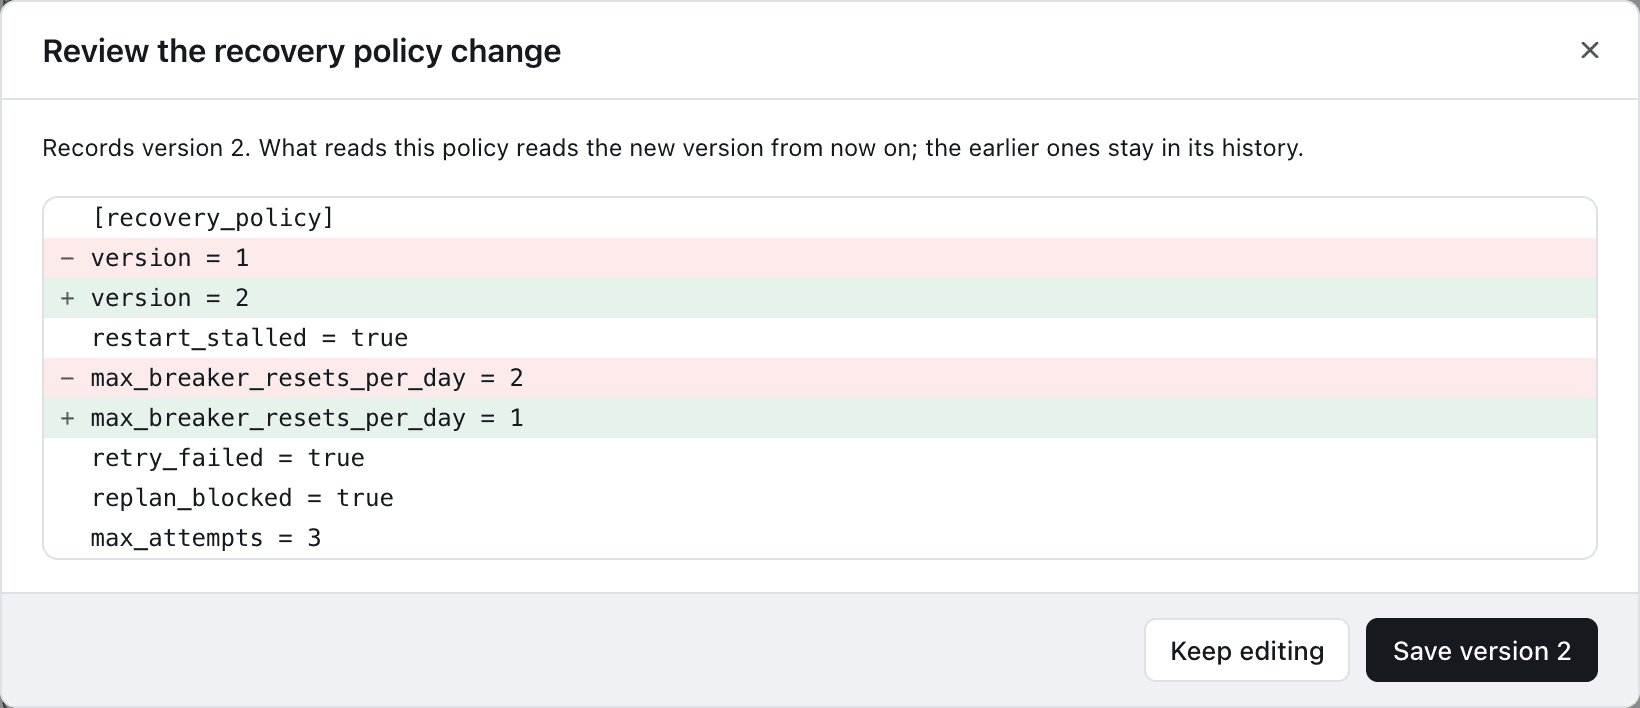 Review the recovery policy change
Records version 2. What reads this policy reads the new version from now on; the earlier ones stay in its history.
[recovery_policy]
− version = 1
+ version = 2
restart_stalled = true
− max_breaker_resets_per_day = 2
+ max_breaker_resets_per_day = 1
retry_failed = true
replan_blocked = true
max_attempts = 3
Keep editing
Save version 2